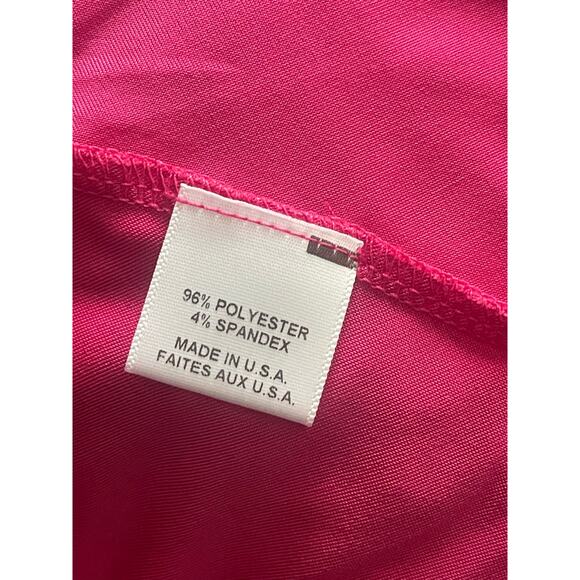 96% POLYESTER
4% SPANDEX
MADE IN U.S.A.
FAITES AUX U.S.A.